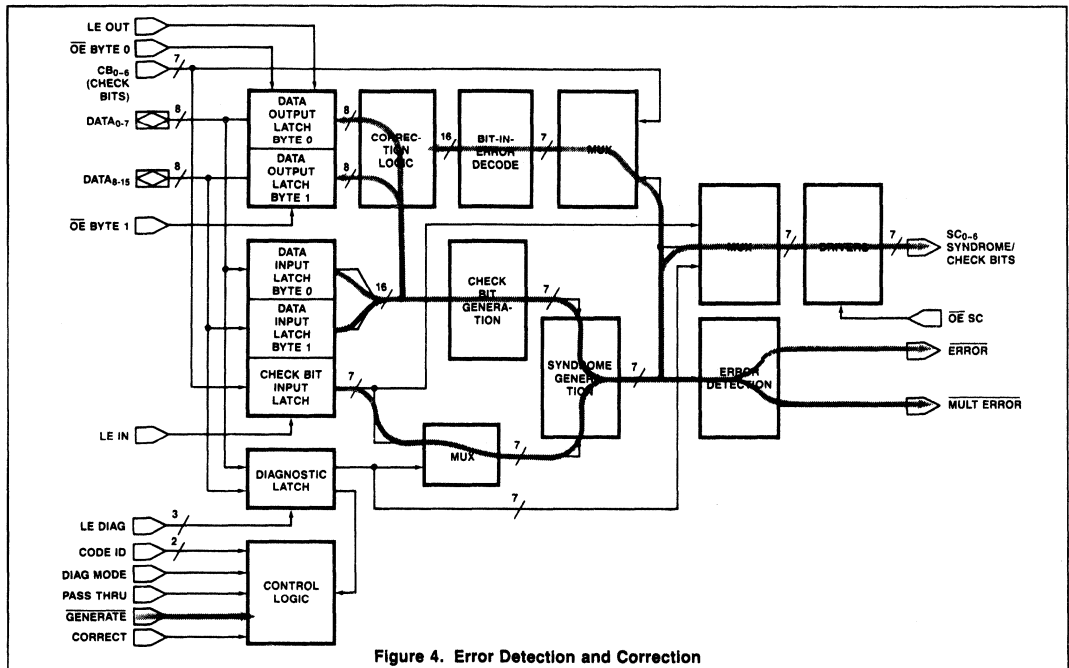 LE OUT
OE BYTE 0
CB0–6
(CHECK
BITS)
7
DATA0-7
8
DATA8-15
8
OE BYTE 1
DATA
OUTPUT
LATCH
BYTE 0
DATA
OUTPUT
LATCH
BYTE 1
8
8
CORREC-
TION
LOGIC
16
BIT-IN-
ERROR
DECODE
7
MUX
MUX
7
DRIVERS
7
SC0–6
SYNDROME/
CHECK BITS
OE SC
DATA
INPUT
LATCH
BYTE 0
DATA
INPUT
LATCH
BYTE 1
CHECK BIT
INPUT
LATCH
16
CHECK
BIT
GENERA-
TION
7
SYNDROME
GENERA-
TION
7
ERROR
DETECTION
ERROR
MULT ERROR
7
MUX
7
LE IN
DIAGNOSTIC
LATCH
7
LE DIAG
3
CODE ID
2
DIAG MODE
PASS THRU
GENERATE
CORRECT
CONTROL
LOGIC
Figure 4. Error Detection and Correction